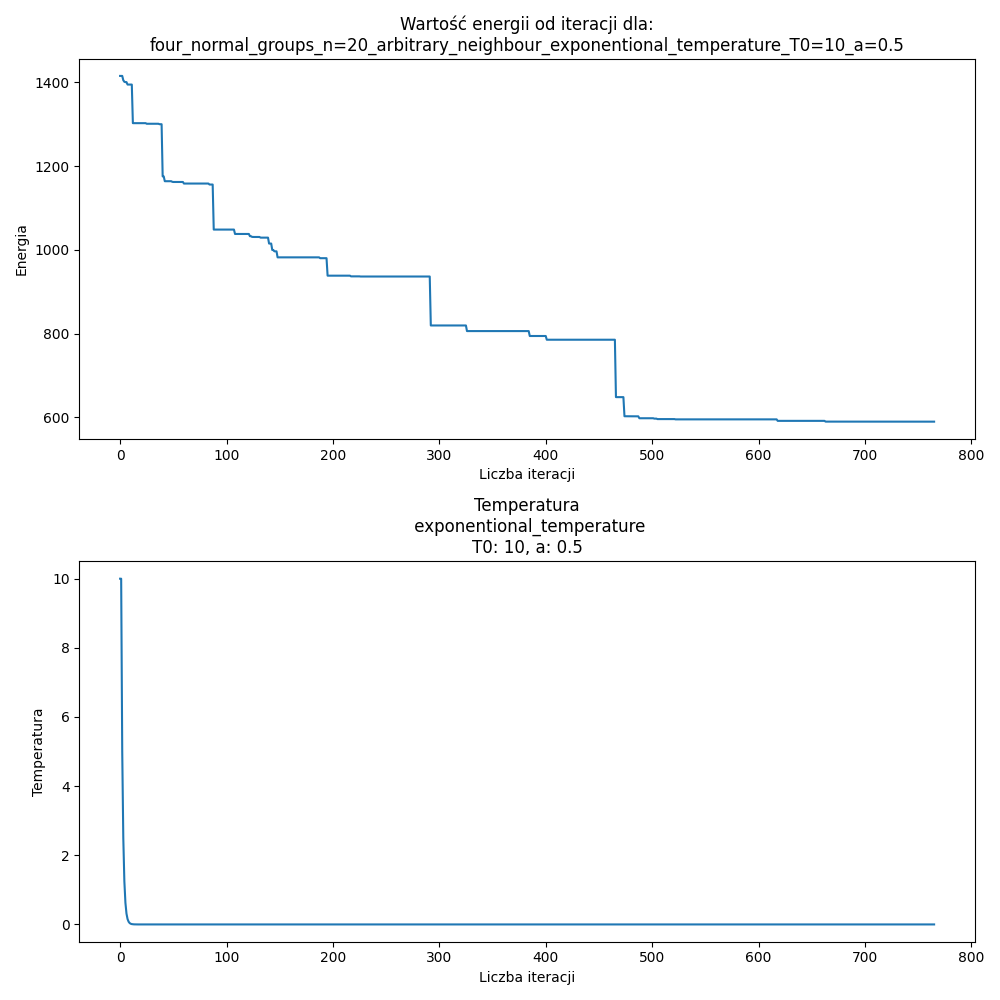 Wartość energii od iteracji dla:
four_normal_groups_n=20_arbitrary_neighbour_exponentional_temperature_T0=10_a=0.5
1400
1200
1000
800
600
Energia
0 100 200 300 400 500 600 700 800
Liczba iteracji
Temperatura
exponentional_temperature
T0: 10, a: 0.5
10
8
6
4
2
0
Temperatura
0 100 200 300 400 500 600 700 800
Liczba iteracji